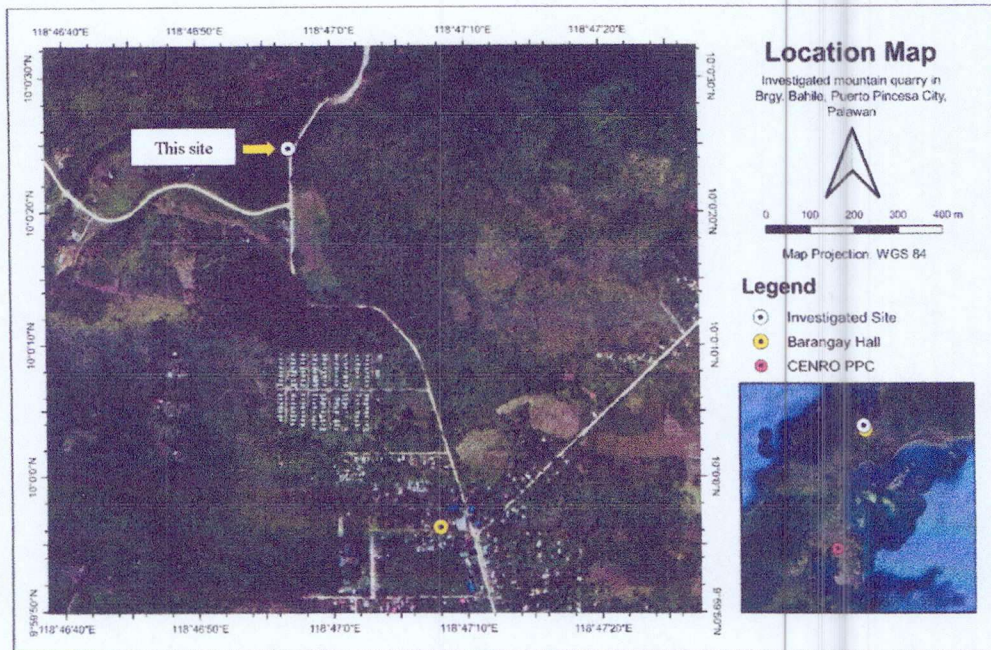 118°46'40"E 118°46'50"E 118°47'0"E 118°47'10"E 118°47'20"E
10°0'30"N
10°0'20"N
10°0'10"N
10°0'0"N
9°59'50"N
This site
10°0'30"N
10°0'20"N
10°0'10"N
10°0'0"N
9°59'50"N
118°46'40"E 118°46'50"E 118°47'0"E 118°47'10"E 118°47'20"E
Location Map
Investigated mountain quarry in
Brgy. Bahile, Puerto Pincesa City,
Palawan
0 100 200 300 400 m
Map Projection: WGS 84
Legend
Investigated Site
Barangay Hall
CENRO PPC